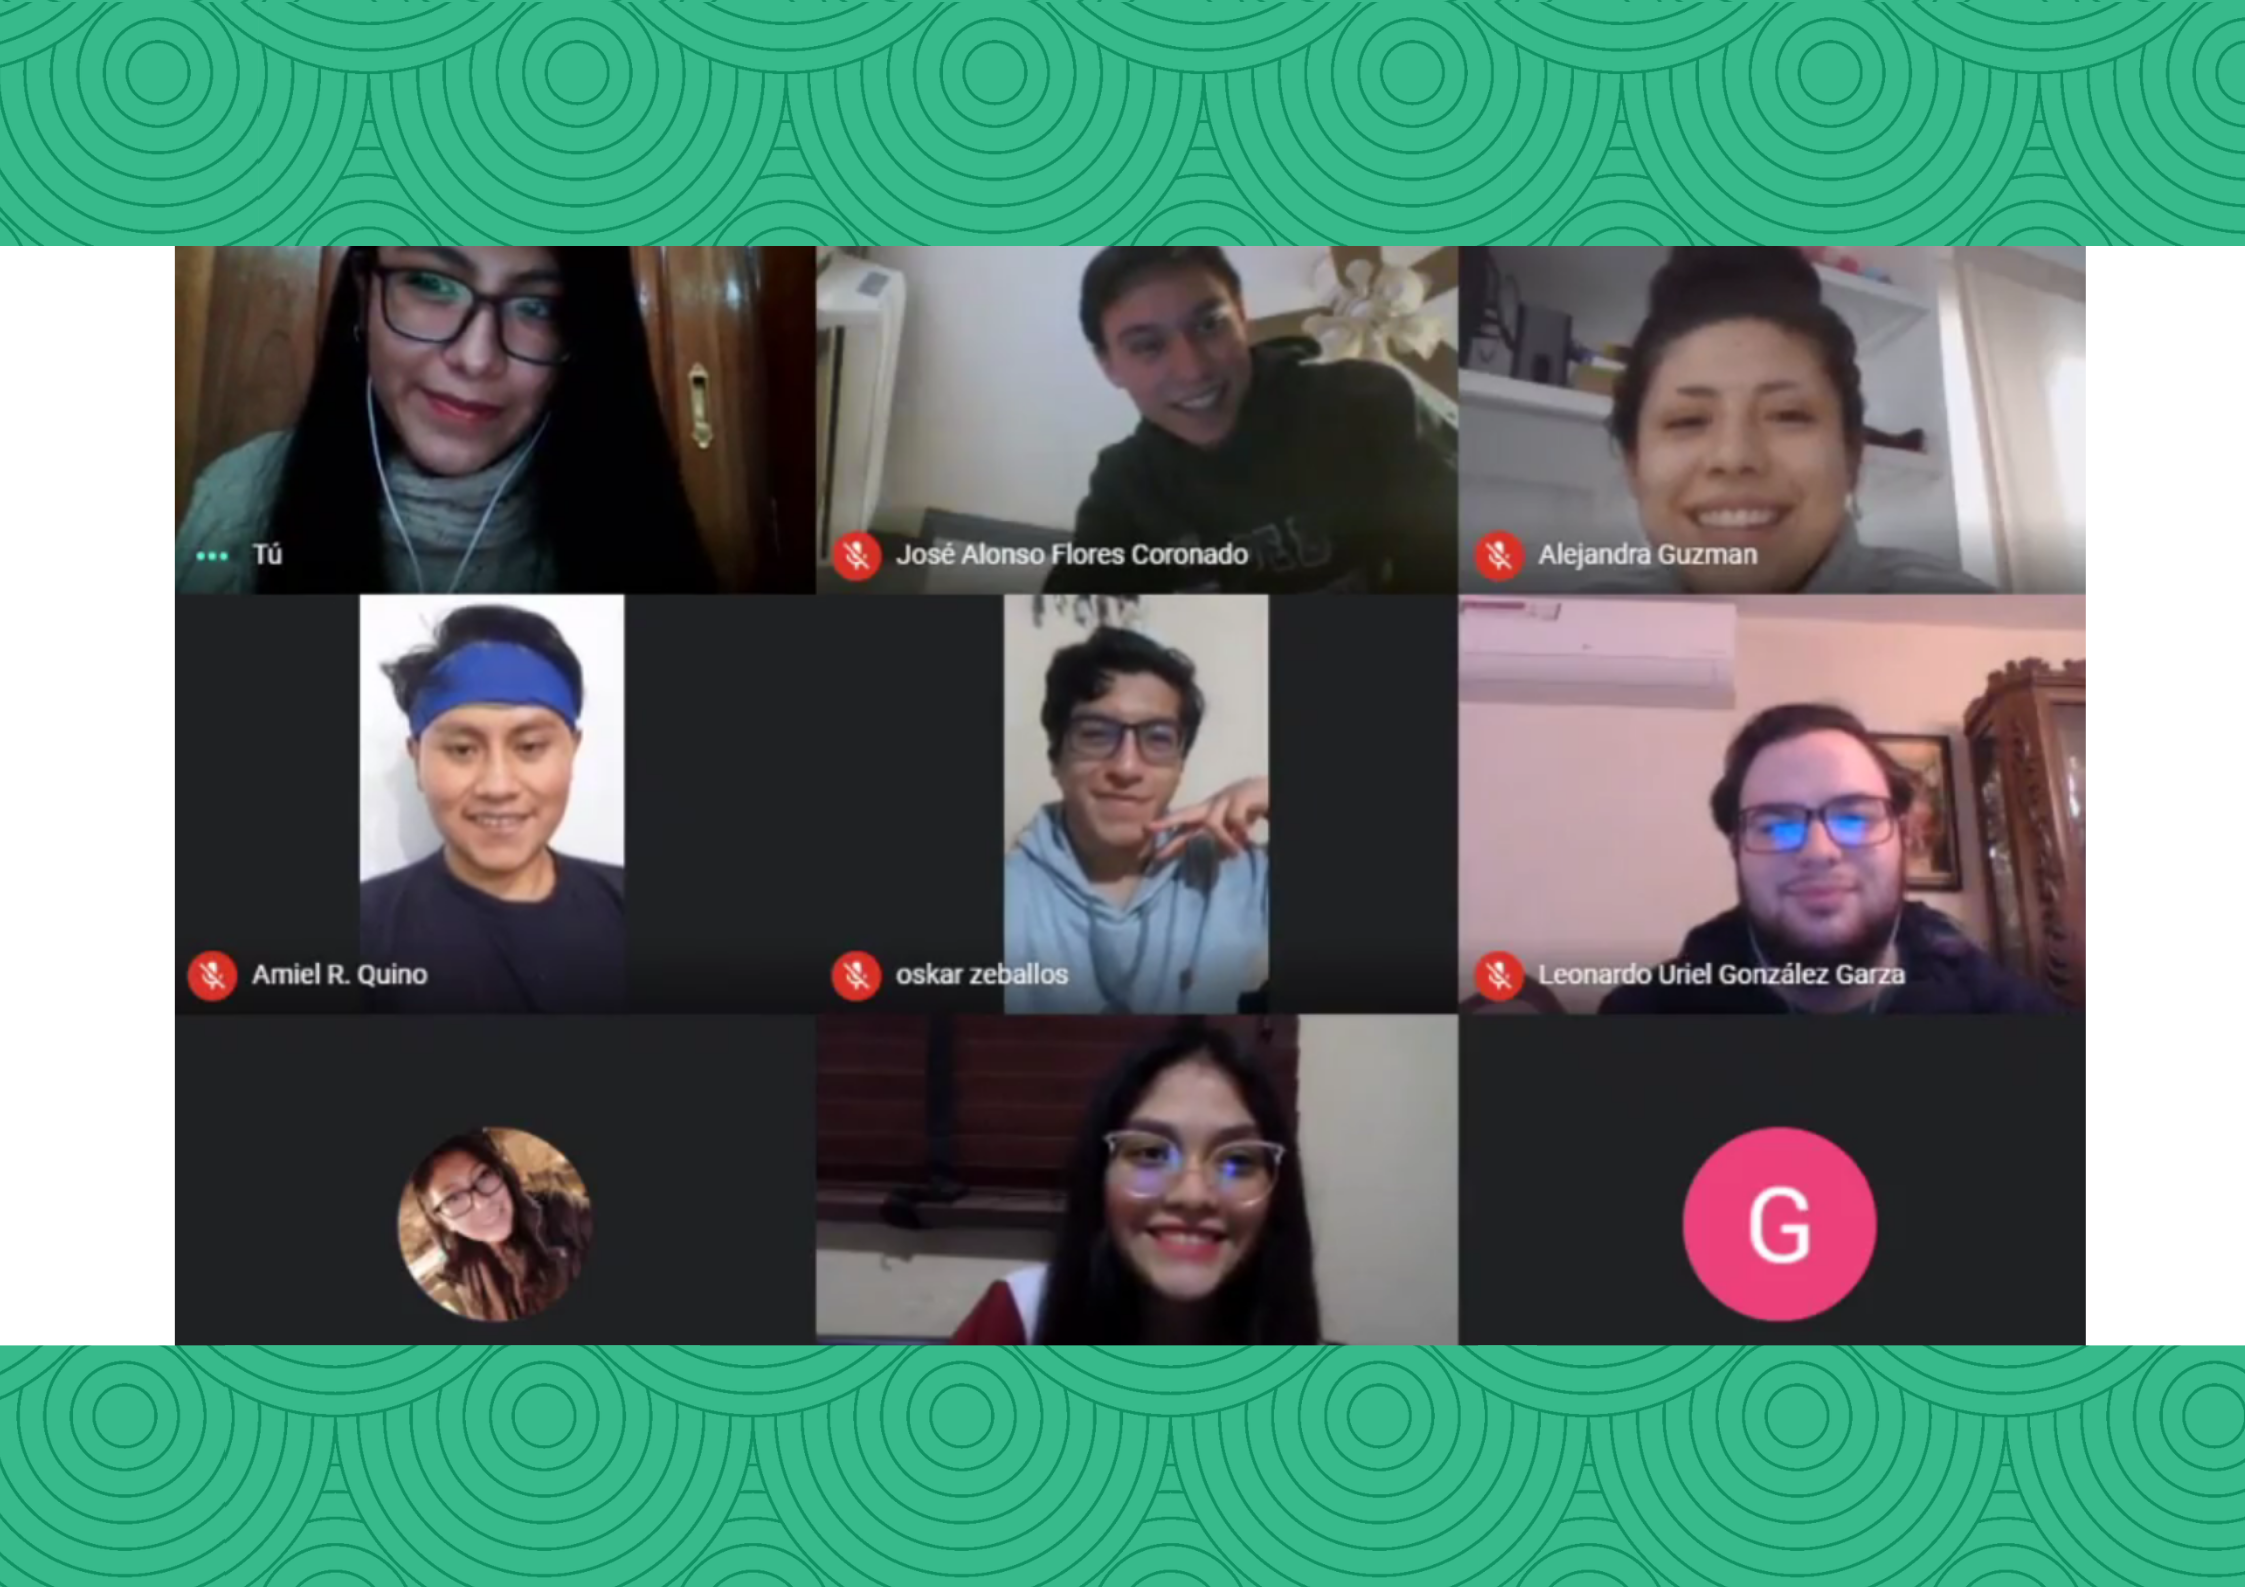 Tú
José Alonso Flores Coronado
Alejandra Guzman
Amiel R. Quino
oskar zeballos
Leonardo Uriel González Garza
G